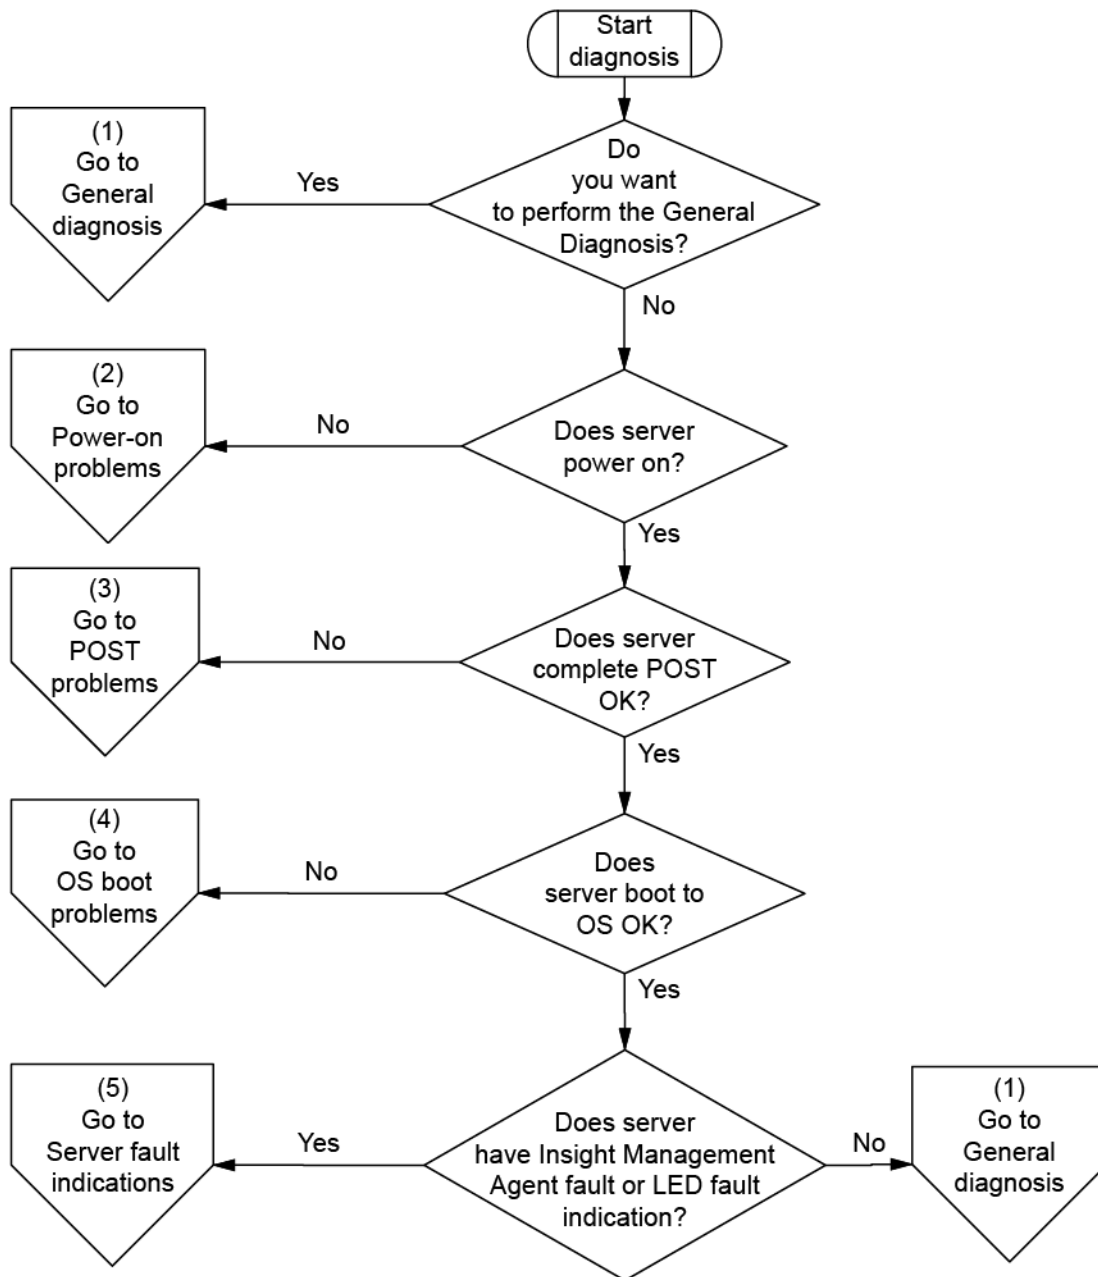 Start
diagnosis
Do
you want
to perform the General
Diagnosis?
Yes
(1)
Go to
General
diagnosis
No
Does server
power on?
No
(2)
Go to
Power-on
problems
Yes
Does server
complete POST
OK?
No
(3)
Go to
POST
problems
Yes
Does
server boot to
OS OK?
No
(4)
Go to
OS boot
problems
Yes
Does server
have Insight Management
Agent fault or LED fault
indication?
Yes
(5)
Go to
Server fault
indications
No
(1)
Go to
General
diagnosis